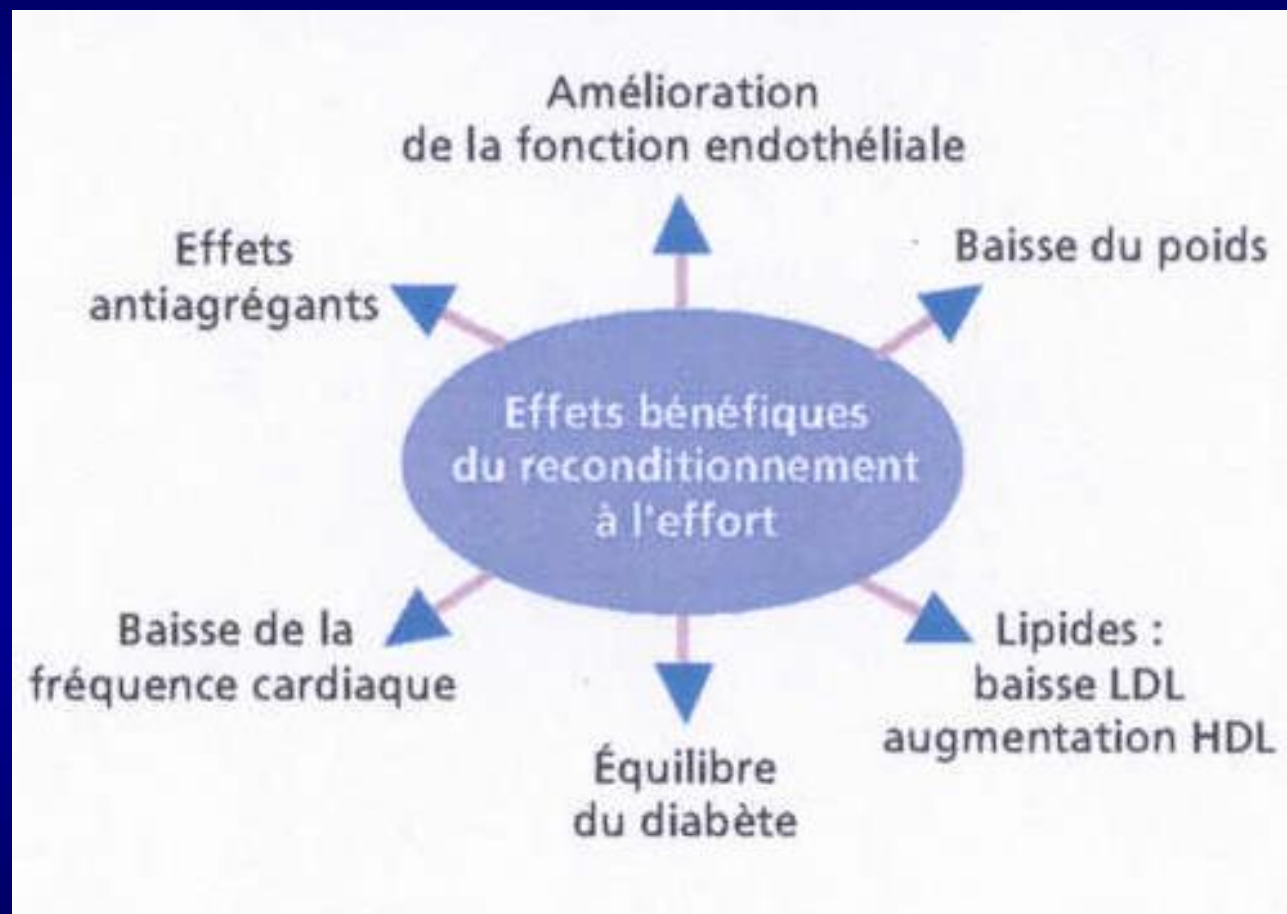 Amélioration
de la fonction endothéliale
Effets
antiagrégants
Baisse du poids
Effets bénéfiques
du reconditionnement
à l'effort
Baisse de la
fréquence cardiaque
Équilibre
du diabète
Lipides :
baisse LDL
augmentation HDL